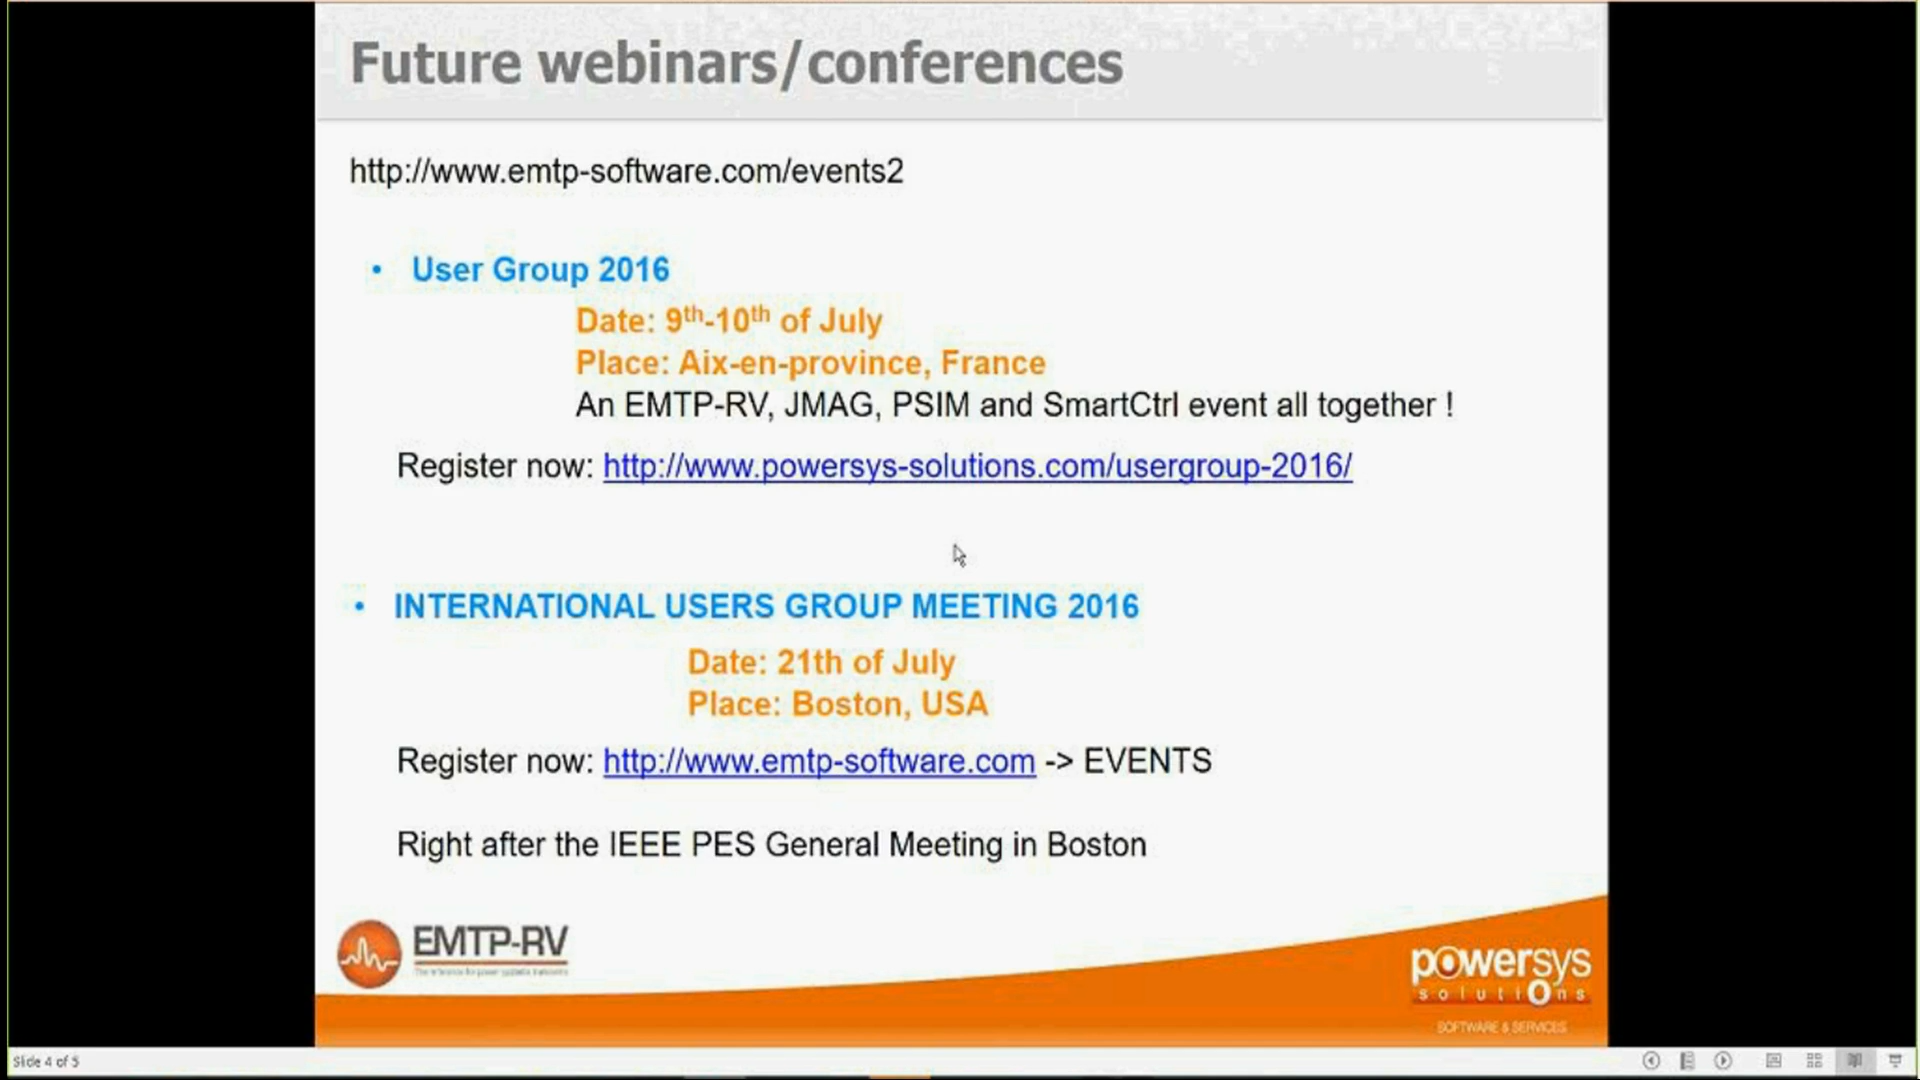 Future webinars/conferences
http://www.emtp-software.com/events2
• User Group 2016
Date: 9th-10th of July
Place: Aix-en-province, France
An EMTP-RV, JMAG, PSIM and SmartCtrl event all together !
Register now: http://www.powersys-solutions.com/usergroup-2016/
• INTERNATIONAL USERS GROUP MEETING 2016
Date: 21th of July
Place: Boston, USA
Register now: http://www.emtp-software.com -> EVENTS
Right after the IEEE PES General Meeting in Boston
EMTP-RV
powersys
solutions
SOFTWARE & SERVICES
Slide 4 of 5